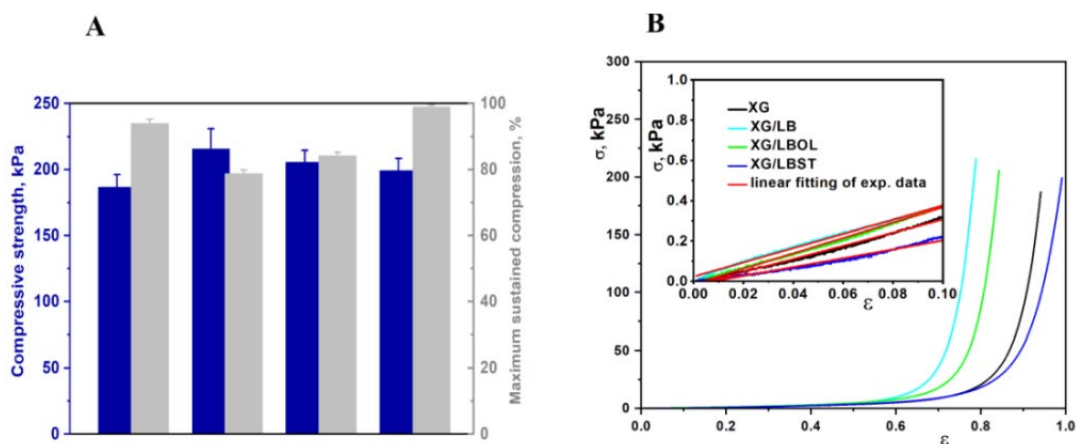 A
Compressive strength, kPa
250
200
150
200
250
50
0
100
80
60
40
20
0
Maximum sustained compression, %
B
σ, kPa
300
250
200
150
100
50
0
0.0
0.2
0.4
0.6
0.8
1.0
ε
σ, kPa
1.0
0.8
0.6
0.4
0.2
0.0
0.00
0.02
0.04
0.06
0.08
0.10
ε
XG
XG/LB
XG/LBOL
XG/LBST
linear fitting of exp. data